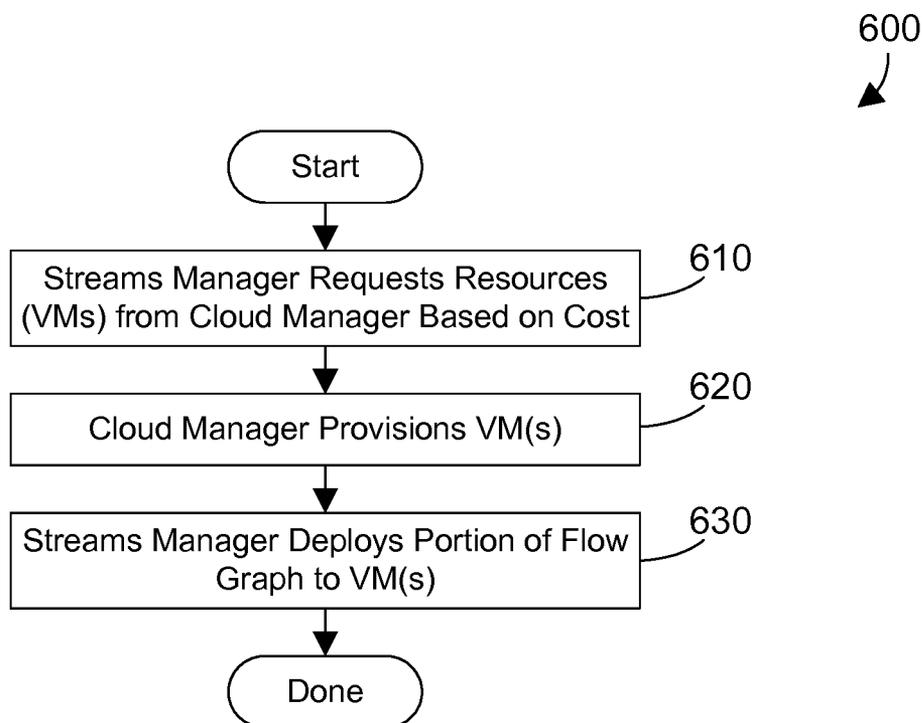 600
Start
Streams Manager Requests Resources
(VMs) from Cloud Manager Based on Cost
610
Cloud Manager Provisions VM(s)
620
Streams Manager Deploys Portion of Flow
Graph to VM(s)
630
Done